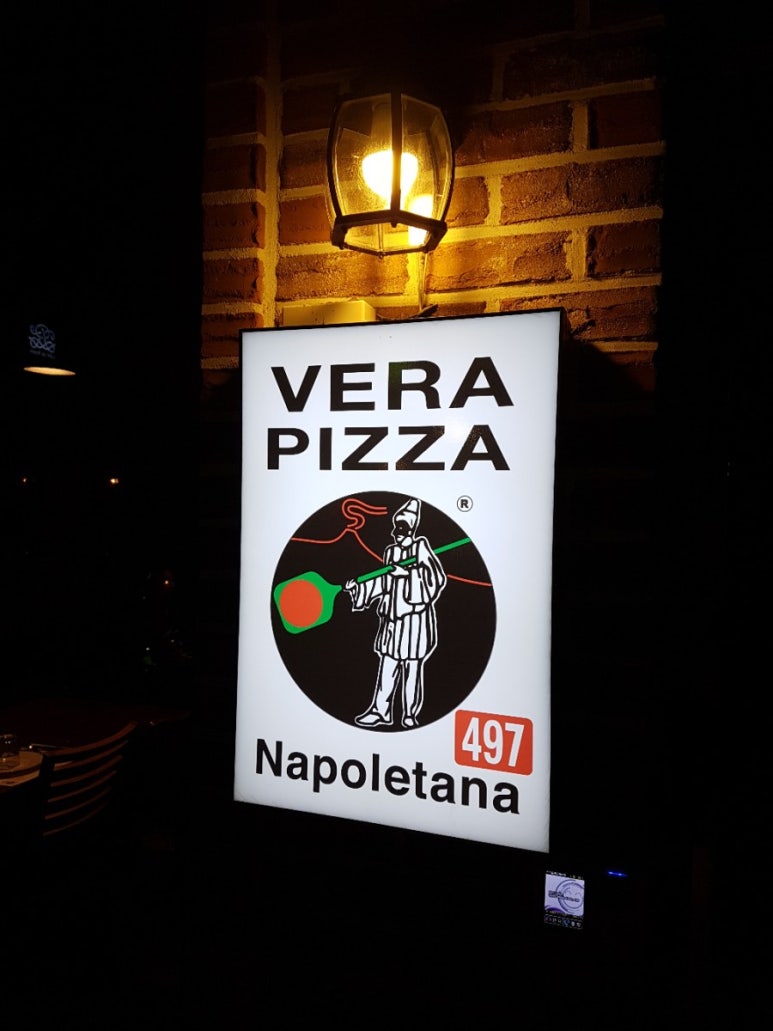 VERA
PIZZA
®
497
Napoletana